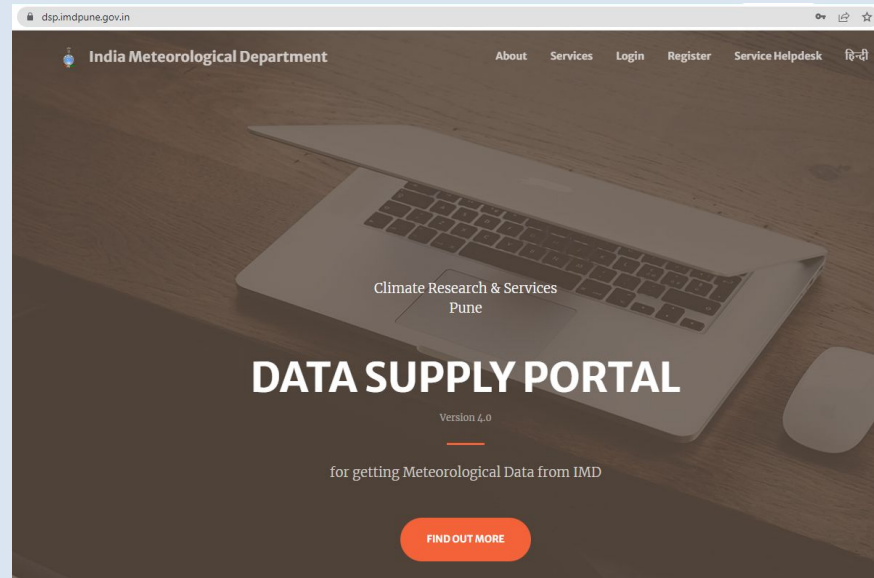 dsp.imdpune.gov.in
India Meteorological Department
About Services Login Register Service Helpdesk हिन्दी
Climate Research & Services
Pune
DATA SUPPLY PORTAL
Version 4.0
for getting Meteorological Data from IMD
FIND OUT MORE